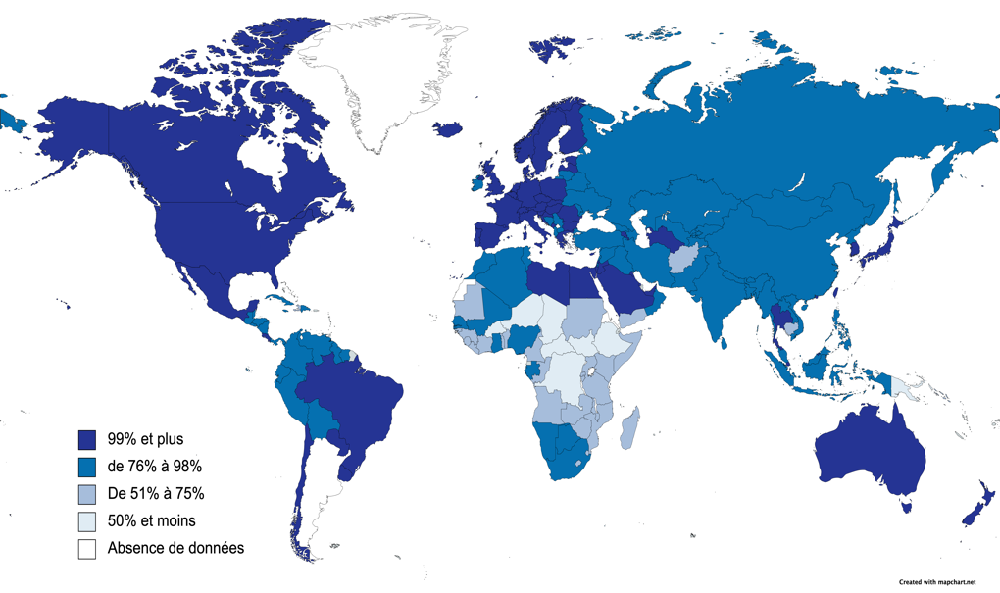 99% et plus
de 76% à 98%
De 51% à 75%
50% et moins
Absence de données
Created with mapchart.net